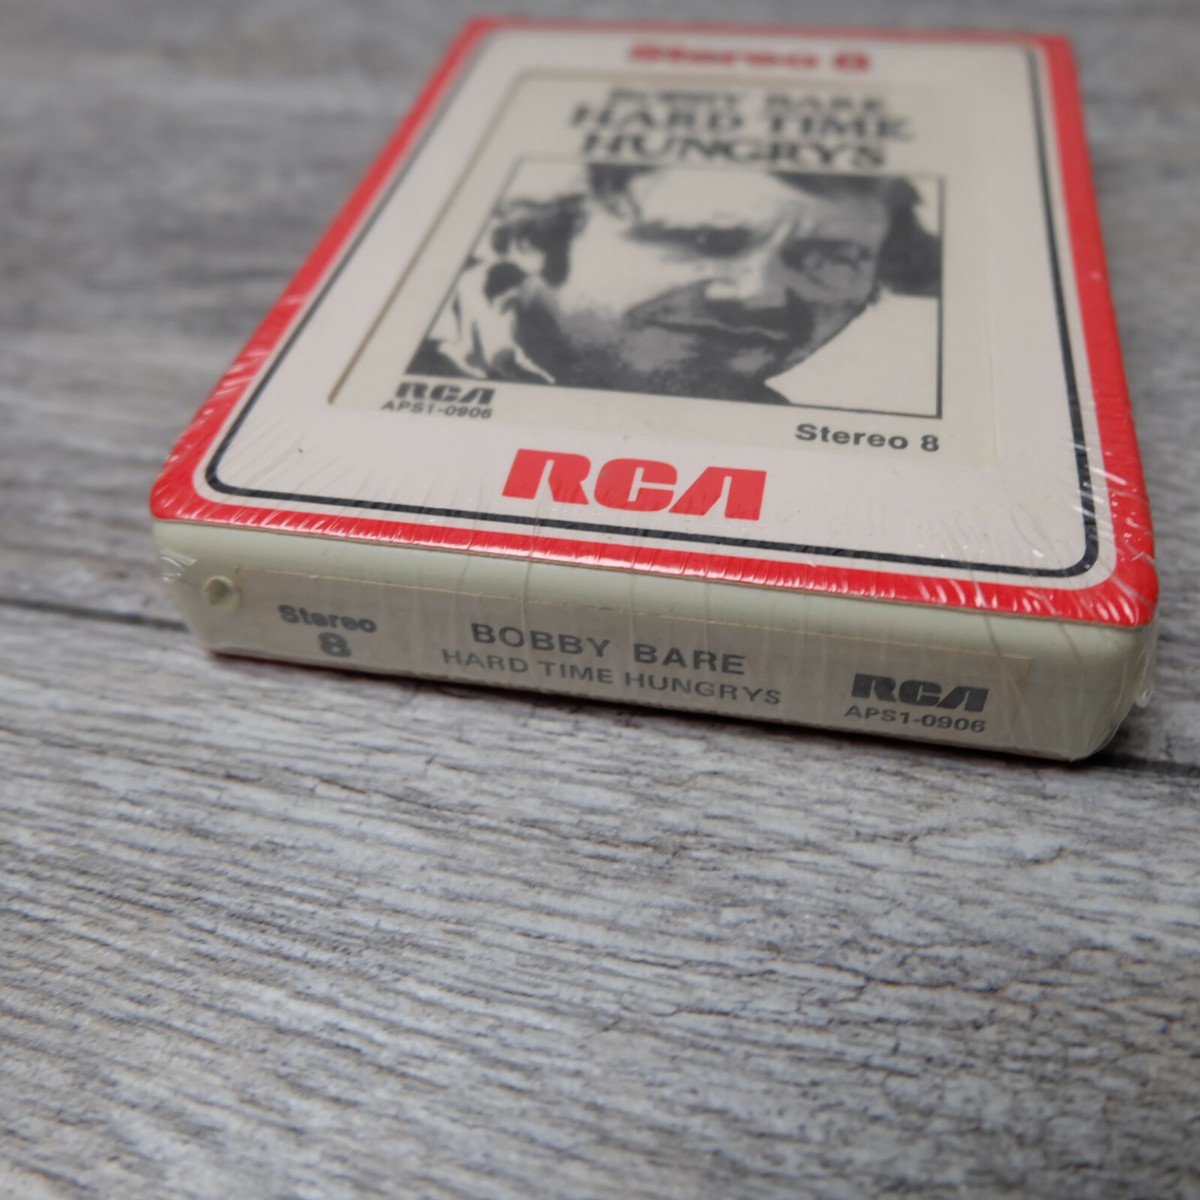 Stereo 8
BOBBY BARE
HARD TIME
HUNGRYS
RCA
APS1-0906
Stereo 8
RCA
Stereo
8
BOBBY BARE
HARD TIME HUNGRYS
RCA
APS1-0906